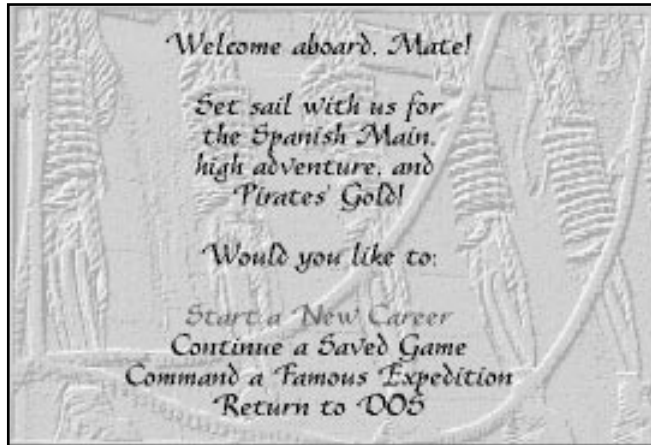 Welcome aboard, Mate!
Set sail with us for
the Spanish Main,
high adventure, and
Pirates' Gold!
Would you like to:
Start a New Career
Continue a Saved Game
Command a Famous Expedition
Return to DOS